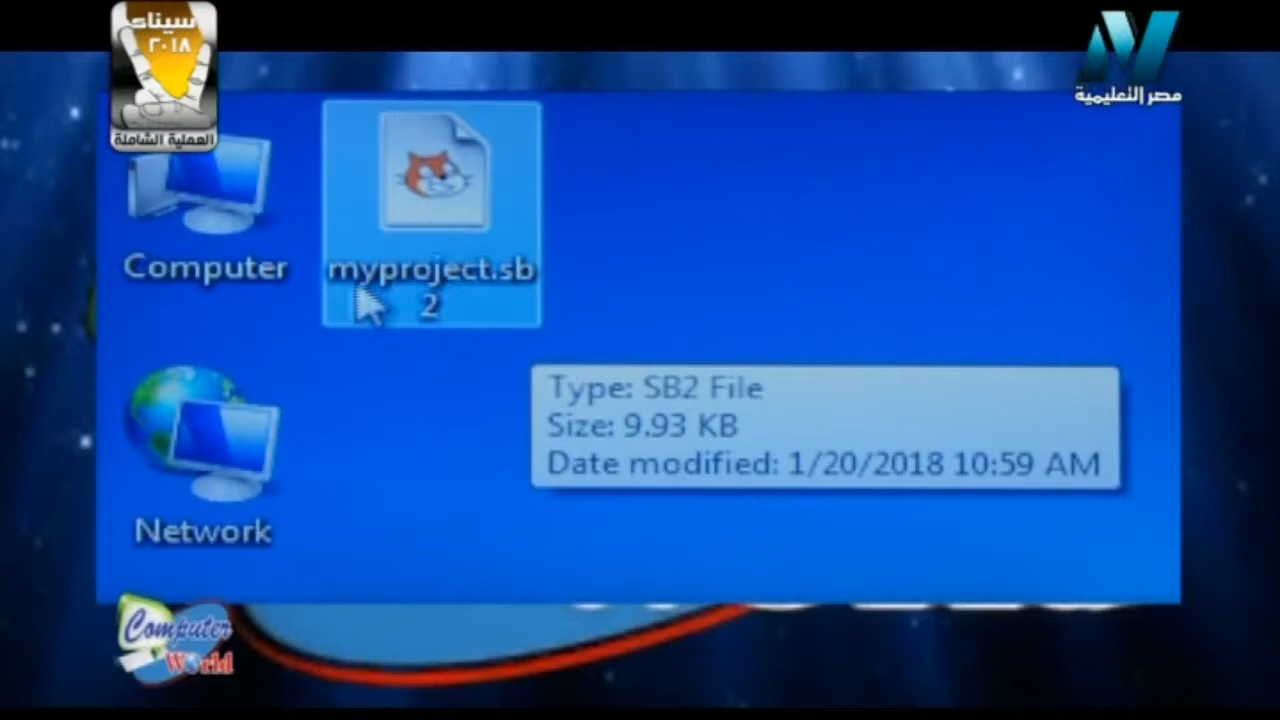 سيناء
٢٠١٨
العملية الشاملة
مصر التعليمية
Computer
myproject.sb
2
Type: SB2 File
Size: 9.93 KB
Date modified: 1/20/2018 10:59 AM
Network
Computer
World